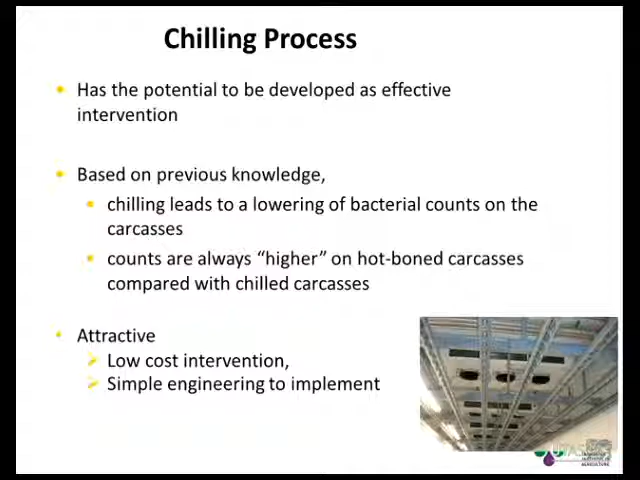 Chilling Process
Has the potential to be developed as effective
intervention
Based on previous knowledge,
chilling leads to a lowering of bacterial counts on the
carcasses
counts are always “higher” on hot-boned carcasses
compared with chilled carcasses
Attractive
Low cost intervention,
Simple engineering to implement